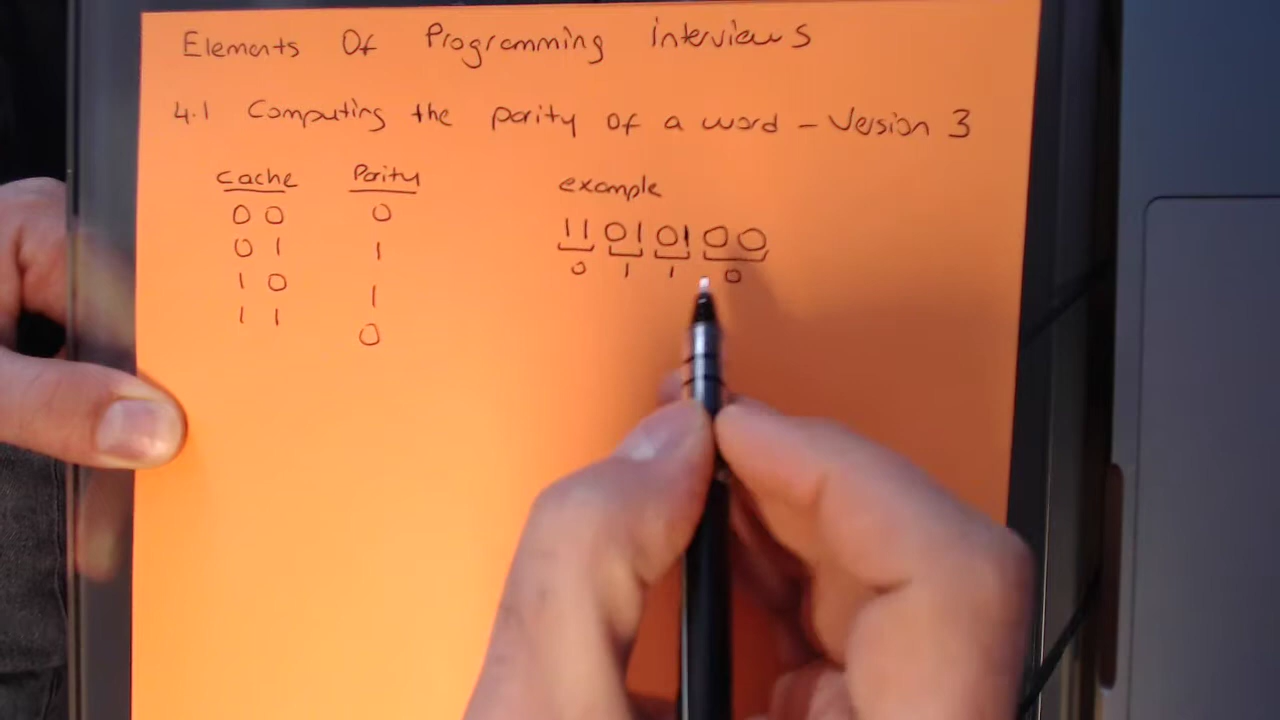 Elements Of Programming interviews
4.1 Computing the parity of a word - Version 3
Cache Parity
0 0 0
0 1 1
1 0 1
1 1 0
example
11 01 01 00
0 1 1 0